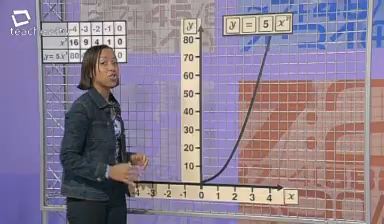 teachers
y = 5 x²
-4 -3 -2 -1 0
x² 16 9 4 1 0
y = 5x² 80
y
80
70
60
50
40
30
20
10
-3 -2 -1 0 1 2 3 4 x